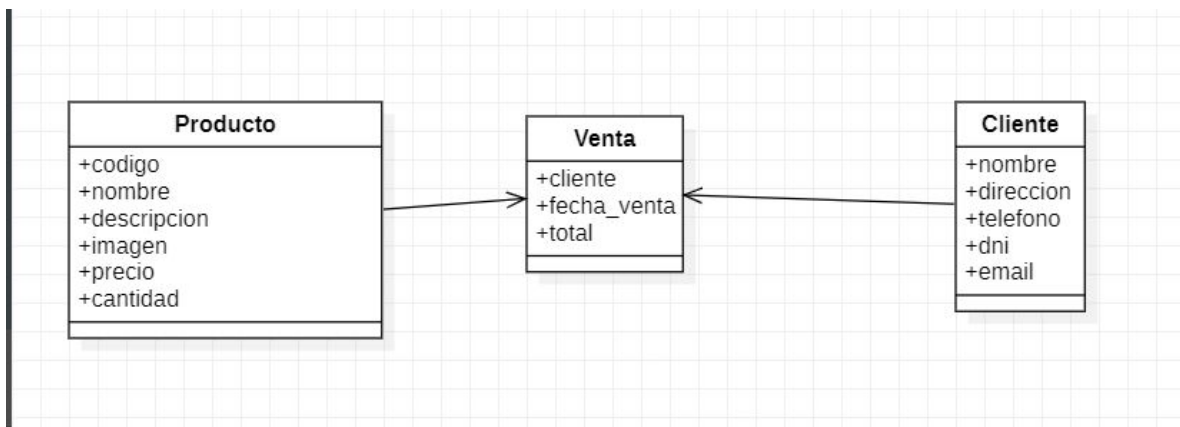 Producto
+codigo
+nombre
+descripcion
+imagen
+precio
+cantidad
Venta
+cliente
+fecha_venta
+total
Cliente
+nombre
+direccion
+telefono
+dni
+email